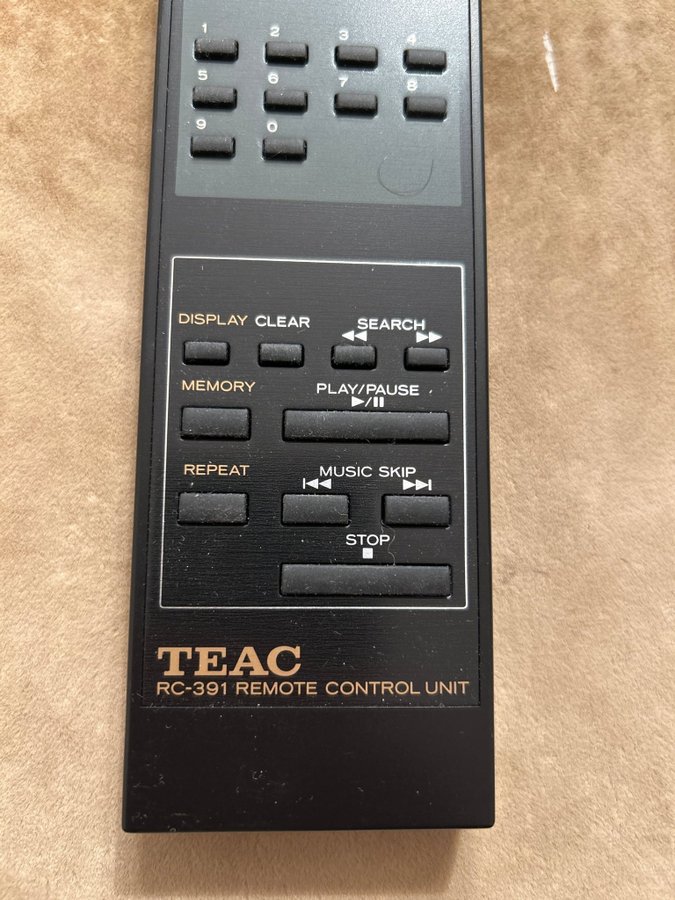 1 2 3 4
5 6 7 8
9 0
DISPLAY CLEAR SEARCH
◀◀ ▶▶
MEMORY PLAY/PAUSE
▶/II
REPEAT MUSIC SKIP
I◀◀ ▶▶I
STOP
■
TEAC
RC-391 REMOTE CONTROL UNIT